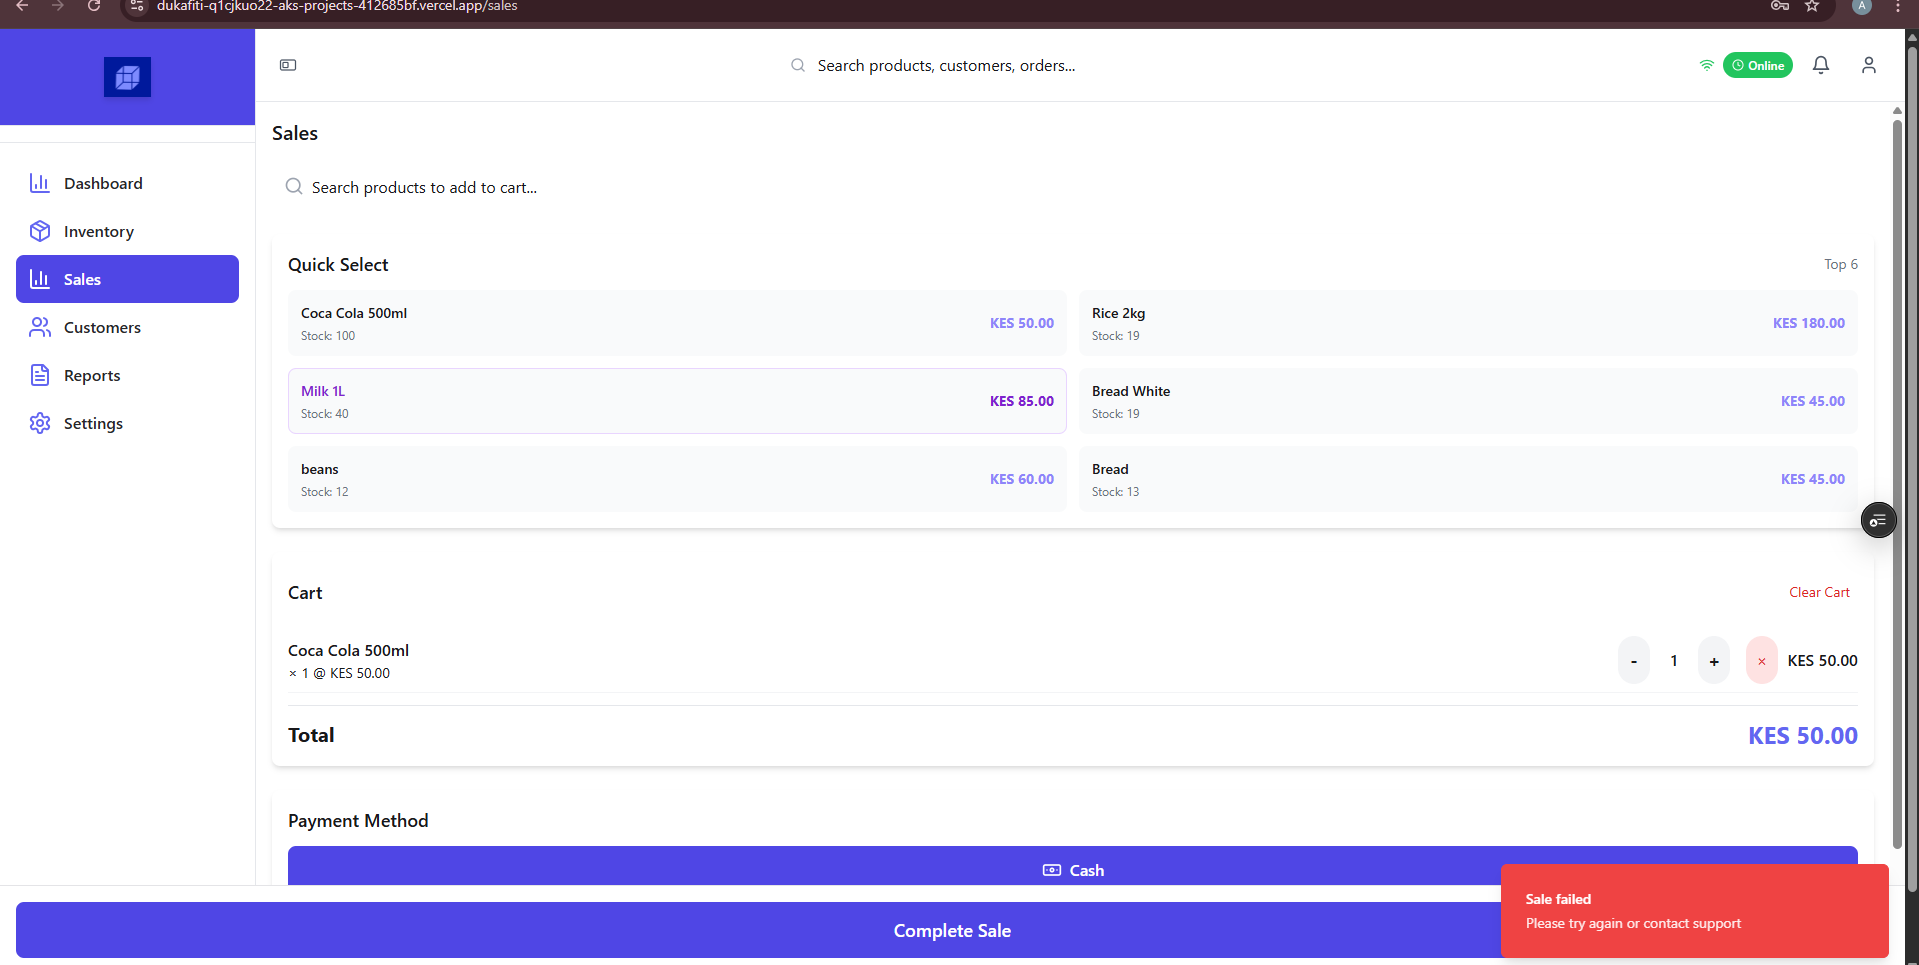 dukafiti-q1cjkuo22-aks-projects-412685bf.vercel.app/sales
A
Search products, customers, orders...
Online
Sales
Search products to add to cart...
Dashboard
Inventory
Sales
Customers
Reports
Settings
Quick Select
Top 6
Coca Cola 500ml
Stock: 100
KES 50.00
Rice 2kg
Stock: 19
KES 180.00
Milk 1L
Stock: 40
KES 85.00
Bread White
Stock: 19
KES 45.00
beans
Stock: 12
KES 60.00
Bread
Stock: 13
KES 45.00
Cart
Clear Cart
Coca Cola 500ml
× 1 @ KES 50.00
- 1 + × KES 50.00
Total
KES 50.00
Payment Method
Cash
Complete Sale
Sale failed
Please try again or contact support